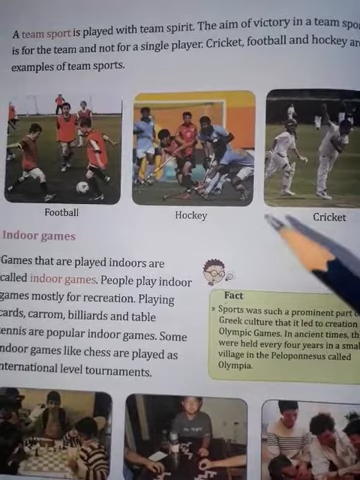 A team sport is played with team spirit. The aim of victory in a team
is for the team and not for a single player. Cricket, football and hockey
examples of team sports.
Football
Hockey
Cricket
Indoor games
Games that are played indoors are
called indoor games. People play indoor
games mostly for recreation. Playing
cards, carrom, billiards and table
tennis are popular indoor games. Some
indoor games like chess are played as
international level tournaments.
Fact
» Sports was such a prominent part
Greek culture that it led to creation
Olympic Games. In ancient times,
were held every four years in a small
village in the Peloponnesus called
Olympia.